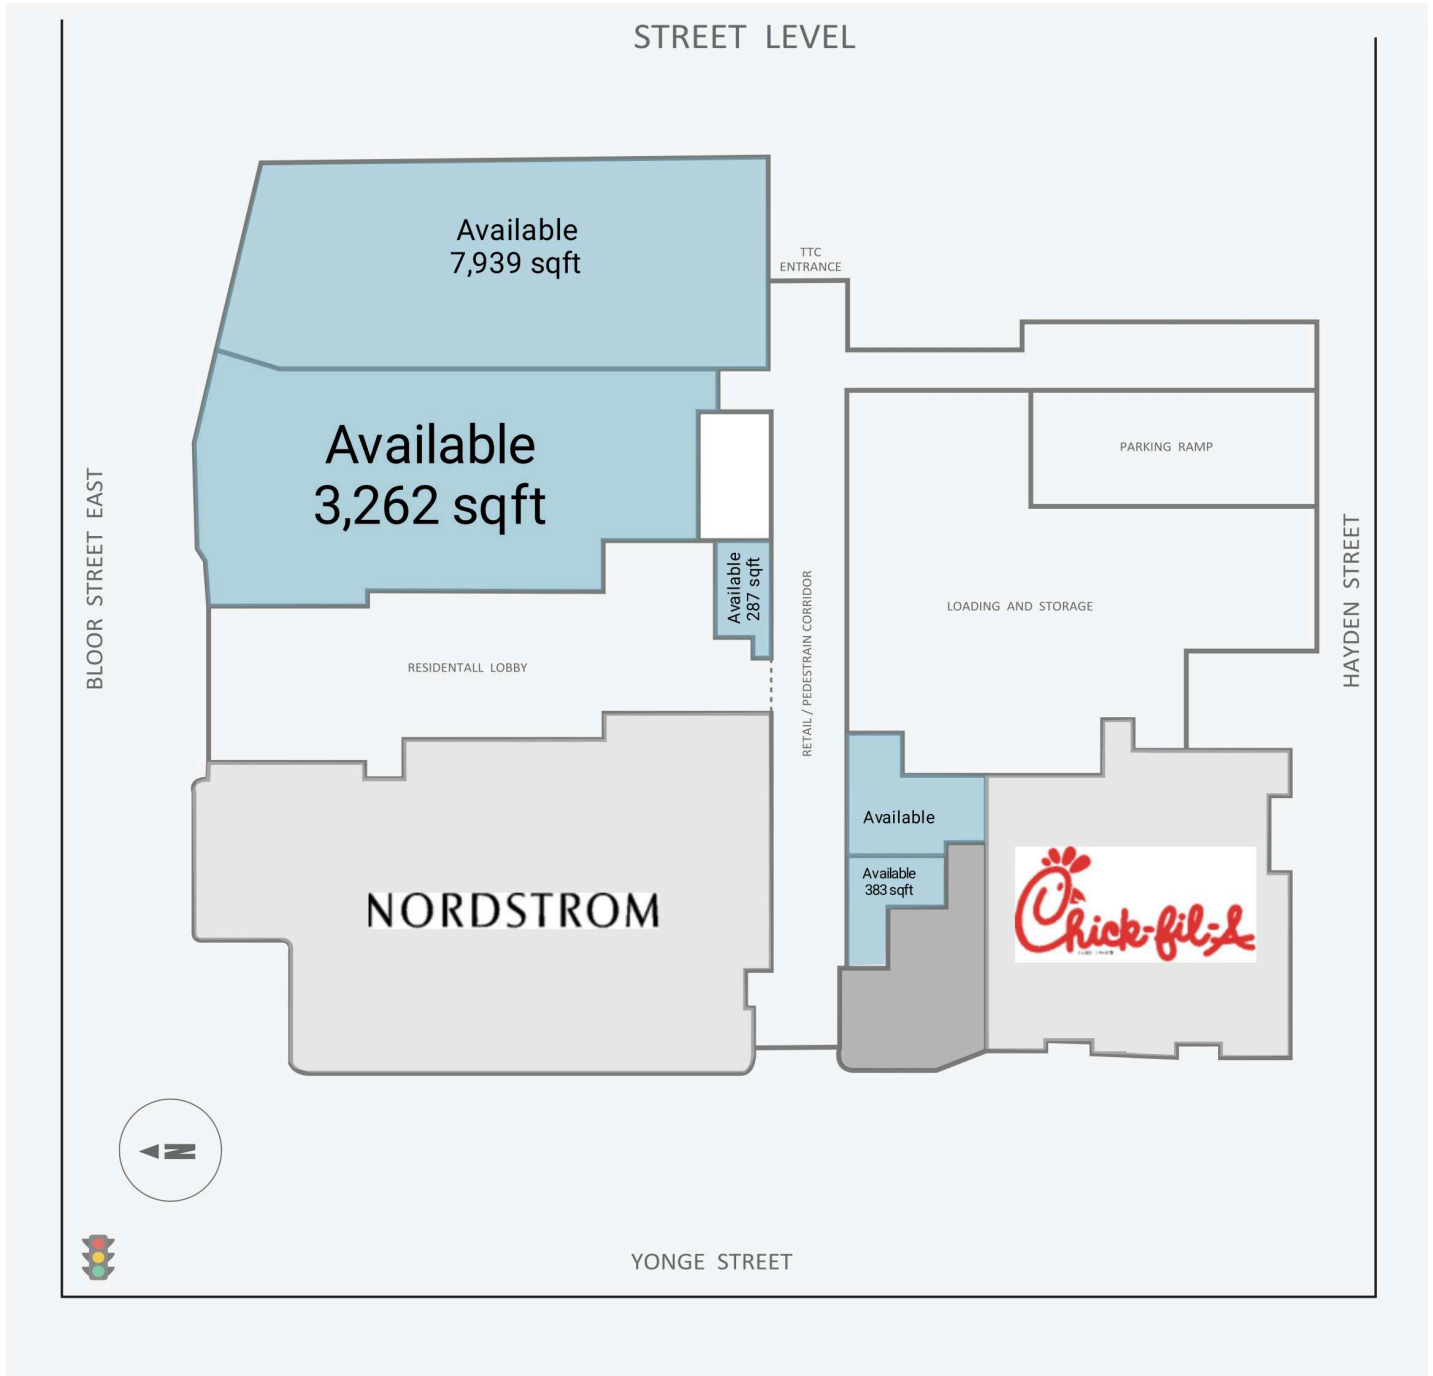 STREET LEVEL
Available
7,939 sqft
TTC
ENTRANCE
Available
3,262 sqft
PARKING RAMP
BLOOR STREET EAST
Available
287 sqft
RETAIL / PEDESTRAIN CORRIDOR
LOADING AND STORAGE
HAYDEN STREET
RESIDENTALL LOBBY
Available
Available
383 sqft
NORDSTROM
Chick-fil-A
N
YONGE STREET